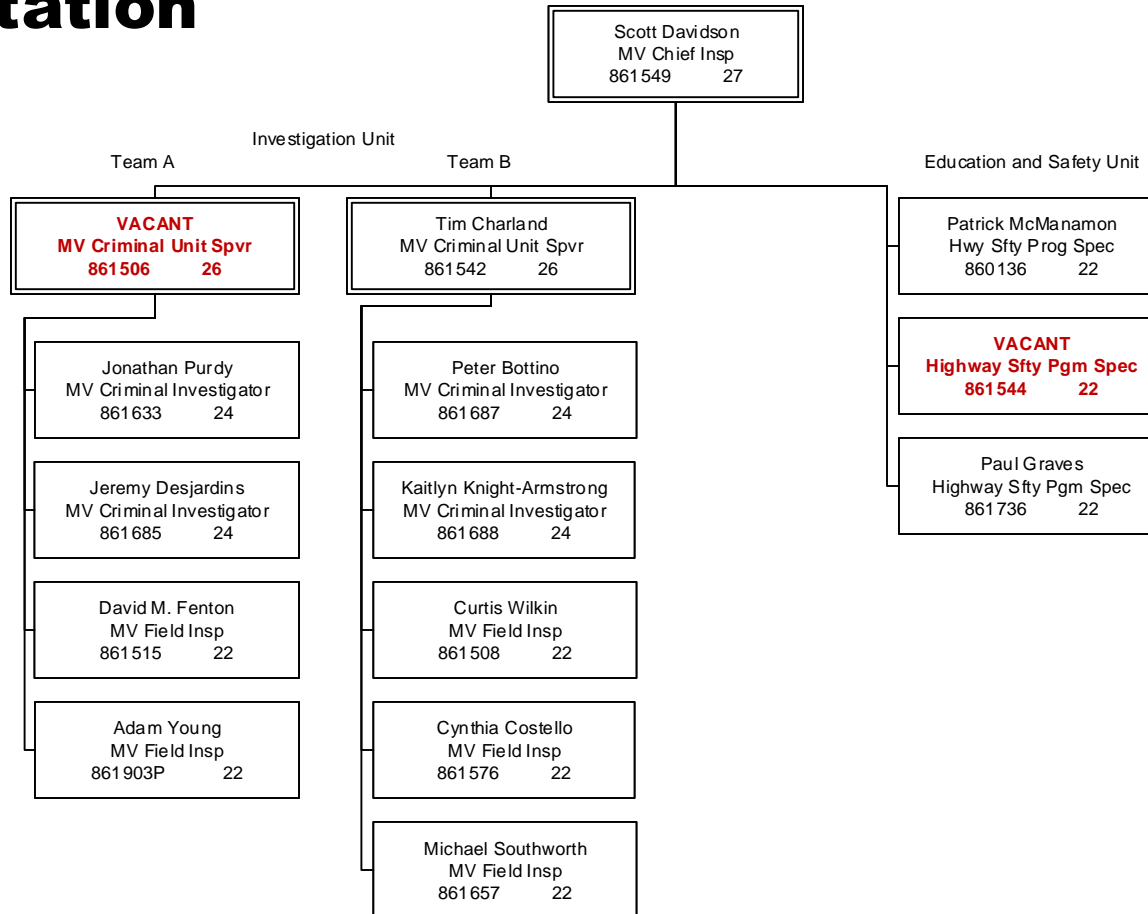 tation
Scott Davidson
MV Chief Insp
861549 27
Investigation Unit
Team A
Team B
Education and Safety Unit
VACANT
MV Criminal Unit Spvr
861506 26
Tim Charland
MV Criminal Unit Spvr
861542 26
Patrick McManamon
Hwy Sfty Prog Spec
860136 22
VACANT
Highway Sfty Pgm Spec
861544 22
Paul Graves
Highway Sfty Pgm Spec
861736 22
Jonathan Purdy
MV Criminal Investigator
861633 24
Jeremy Desjardins
MV Criminal Investigator
861685 24
David M. Fenton
MV Field Insp
861515 22
Adam Young
MV Field Insp
861903P 22
Peter Bottino
MV Criminal Investigator
861687 24
Kaitlyn Knight-Armstrong
MV Criminal Investigator
861688 24
Curtis Wilkin
MV Field Insp
861508 22
Cynthia Costello
MV Field Insp
861576 22
Michael Southworth
MV Field Insp
861657 22